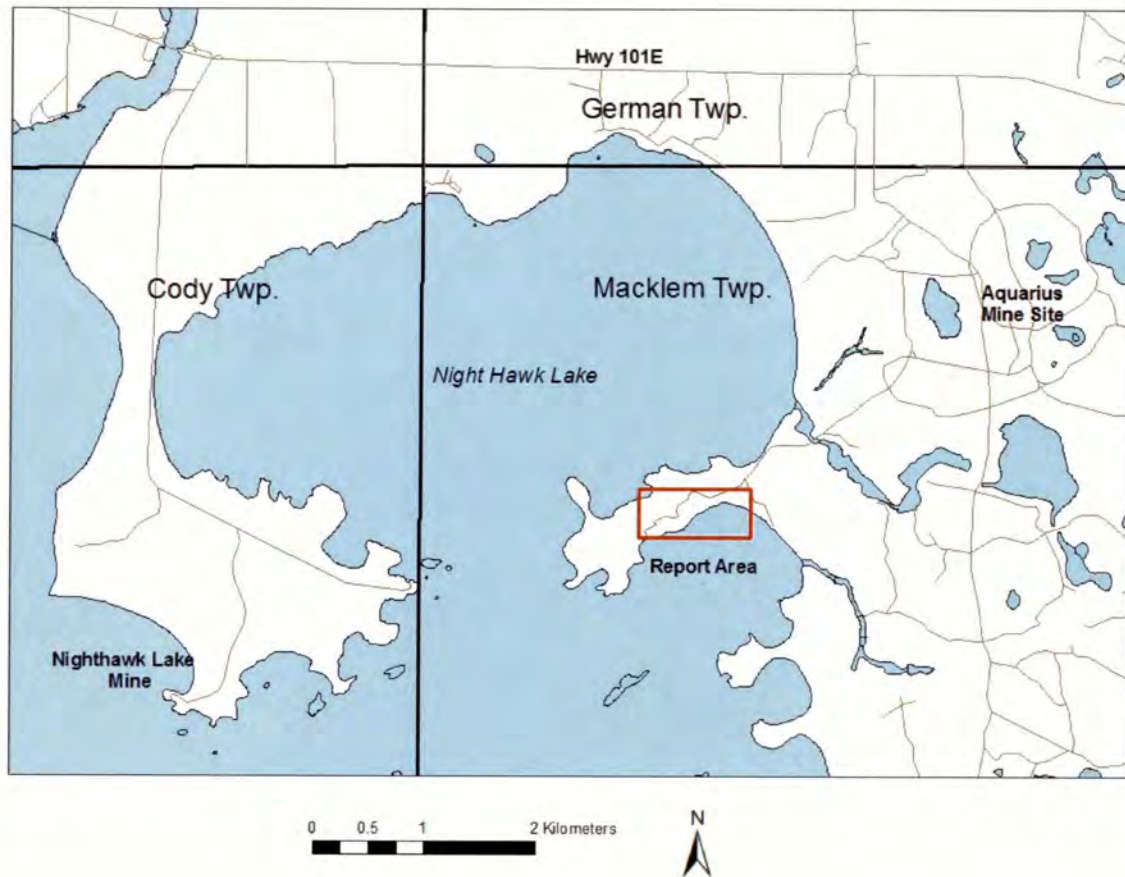 Hwy 101E
German Twp.
Cody Twp.
Macklem Twp.
Aquarius
Mine Site
Night Hawk Lake
Report Area
Nighthawk Lake
Mine
0 0.5 1 2 Kilometers
N